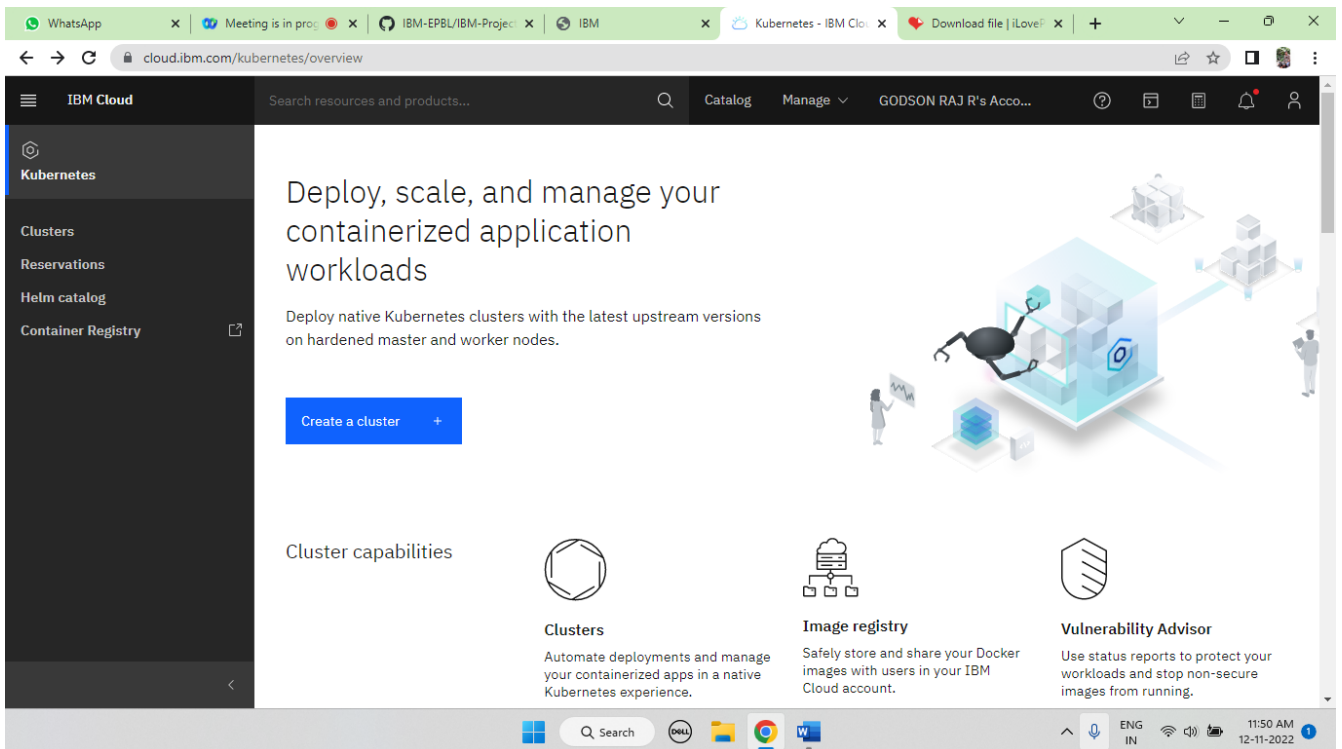 WhatsApp
Meeting is in prog
IBM-EPBL/IBM-Project
IBM
Kubernetes - IBM Clou
Download file | iLoveP
cloud.ibm.com/kubernetes/overview
IBM Cloud
Search resources and products...
Catalog
Manage
GODSON RAJ R's Acco...
Kubernetes
Clusters
Reservations
Helm catalog
Container Registry
Deploy, scale, and manage your
containerized application
workloads
Deploy native Kubernetes clusters with the latest upstream versions
on hardened master and worker nodes.
Create a cluster +
Cluster capabilities
Clusters
Automate deployments and manage
your containerized apps in a native
Kubernetes experience.
Image registry
Safely store and share your Docker
images with users in your IBM
Cloud account.
Vulnerability Advisor
Use status reports to protect your
workloads and stop non-secure
images from running.
Search
DELL
W
ENG
IN
11:50 AM
12-11-2022
1